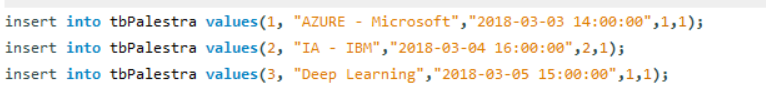 insert into tbPalestra values(1, "AZURE - Microsoft","2018-03-03 14:00:00",1,1);
insert into tbPalestra values(2, "IA - IBM","2018-03-04 16:00:00",2,1);
insert into tbPalestra values(3, "Deep Learning","2018-03-05 15:00:00",1,1);